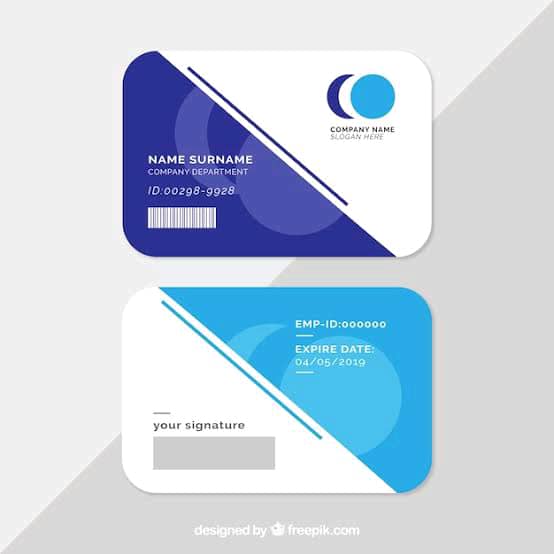 COMPANY NAME
SLOGAN HERE
NAME SURNAME
COMPANY DEPARTMENT
ID:00298-9928
EMP-ID:000000
EXPIRE DATE:
04/05/2019
your signature
designed by freepik.com